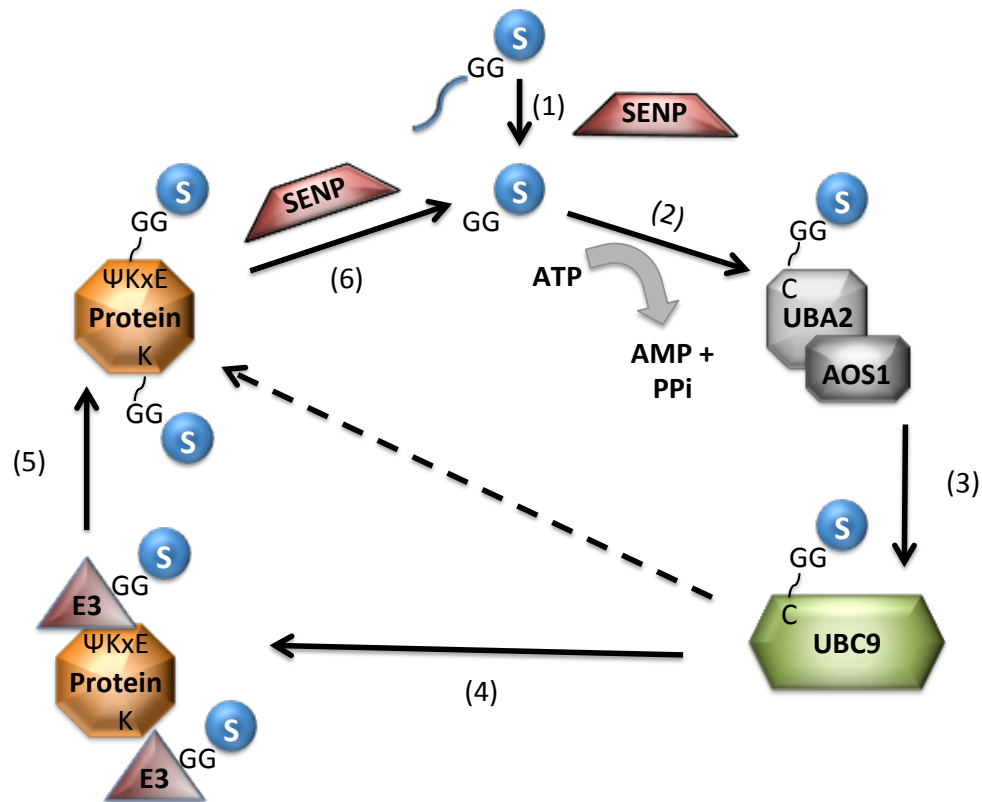 S
GG
(1)
SENP
S
GG
SENP
S
GG
(2)
S
GG
ATP
C
UBA2
AOS1
AMP +
PPi
(6)
ΨKxE
Protein
K
GG
S
(5)
(3)
S
GG
C
UBC9
S
GG
E3
ΨKxE
Protein
K
(4)
S
GG
E3